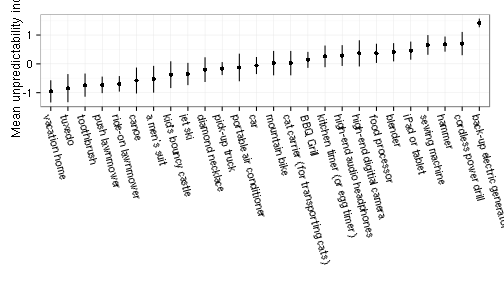 Mean unpredictability
1
0
-1
vacation home
tuxedo
toothbrush
push lawnmower
ride-on lawnmower
canoe
a men's suit
kid's bouncy castle
jet ski
diamond necklace
pick-up truck
portable air conditioner
car
mountain bike
cat carrier (for transporting cats)
BBQ Grill
kitchen timer (or egg timer)
high-end audio headphones
high-end digitial camera
food processor
blender
iPad or tablet
sewing machine
hammer
cordless power drill
back-up electric generator